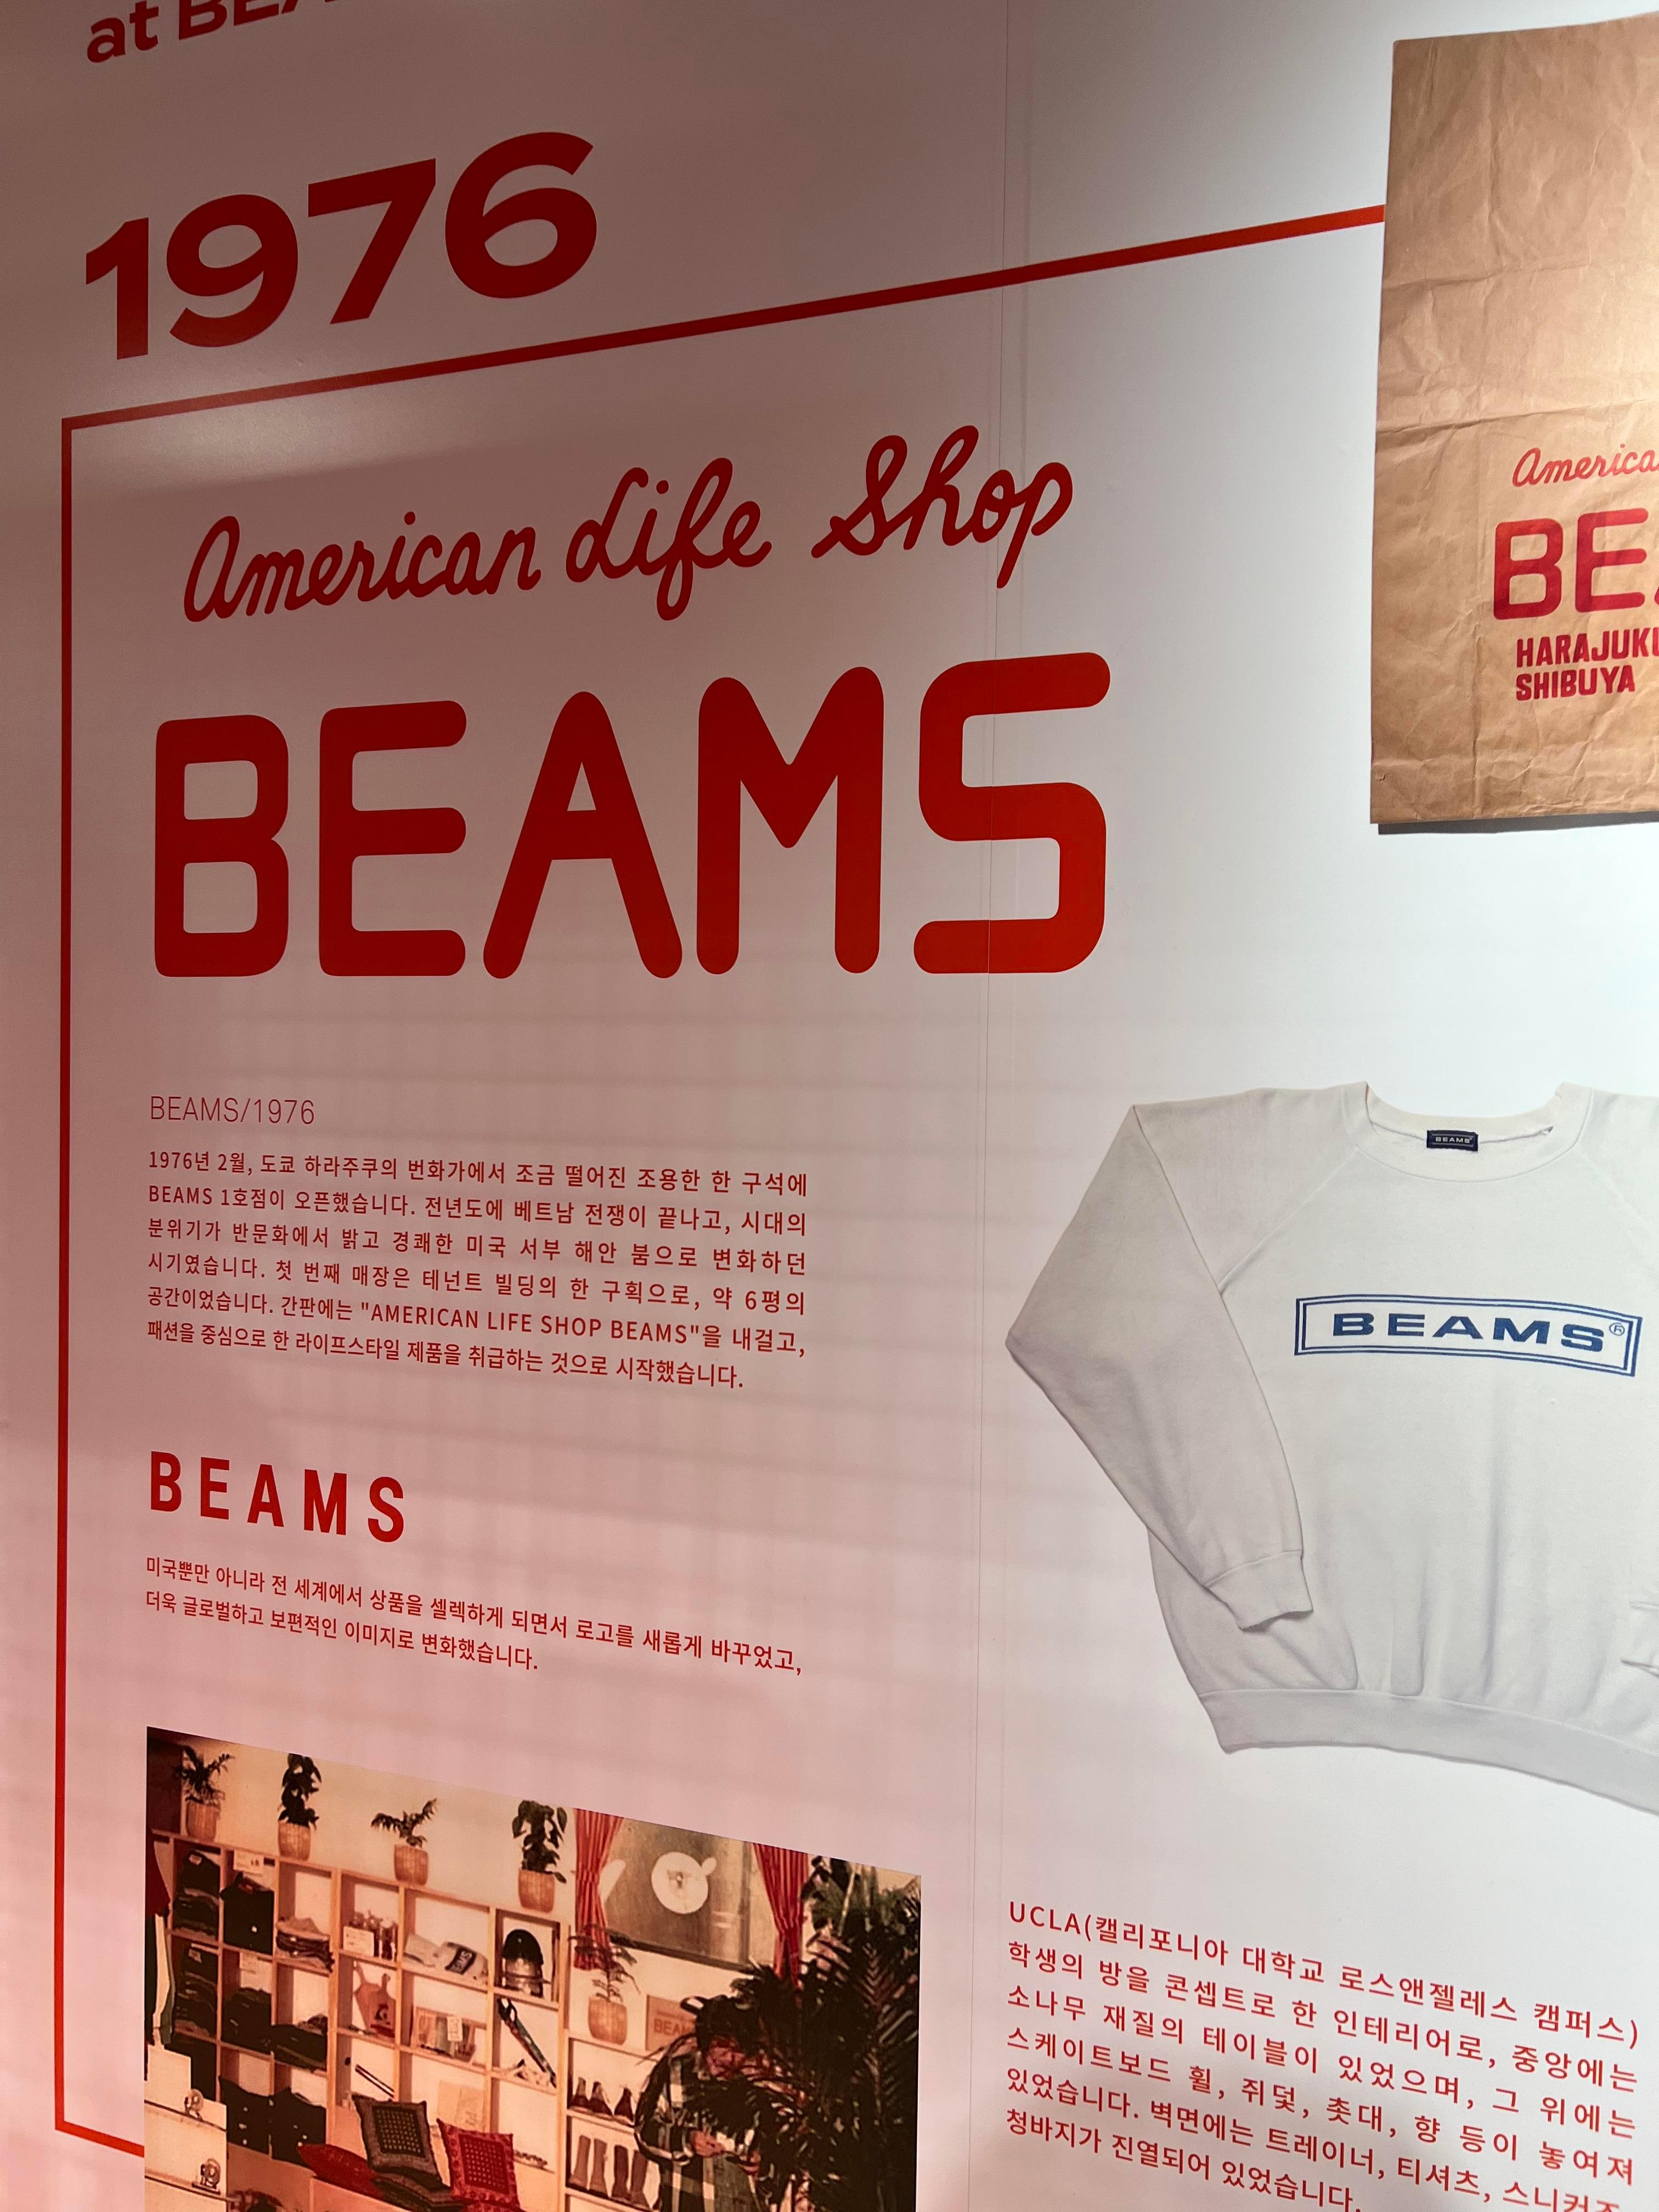 at
1976
American Life Shop
BEAMS
BEAMS/1976
1976년 2월, 도쿄 하라주쿠의 번화가에서 조금 떨어진 조용한 한 구석에
BEAMS 1호점이 오픈했습니다. 전년도에 베트남 전쟁이 끝나고, 시대의
분위기가 반문화에서 밝고 경쾌한 미국 서부 해안 붐으로 변화하던
시기였습니다. 첫 번째 매장은 테넌트 빌딩의 한 구획으로, 약 6평의
공간이었습니다. 간판에는 "AMERICAN LIFE SHOP BEAMS"을 내걸고,
패션을 중심으로 한 라이프스타일 제품을 취급하는 것으로 시작했습니다.
BEAMS
미국뿐만 아니라 전 세계에서 상품을 셀렉하게 되면서 로고를 새롭게 바꾸었고,
더욱 글로벌하고 보편적인 이미지로 변화했습니다.
HARAJUKU
SHIBUYA
BEAMS
BEAMS®
UCLA(캘리포니아 대학교 로스앤젤레스 캠퍼스)
학생의 방을 콘셉트로 한 인테리어로, 중앙에는
소나무 재질의 테이블이 있었으며, 그 위에는
스케이트보드 휠, 쥐덫, 촛대, 향 등이 놓여져
있었습니다. 벽면에는 트레이너, 티셔츠, 스니커즈,
청바지가 진열되어 있었습니다.